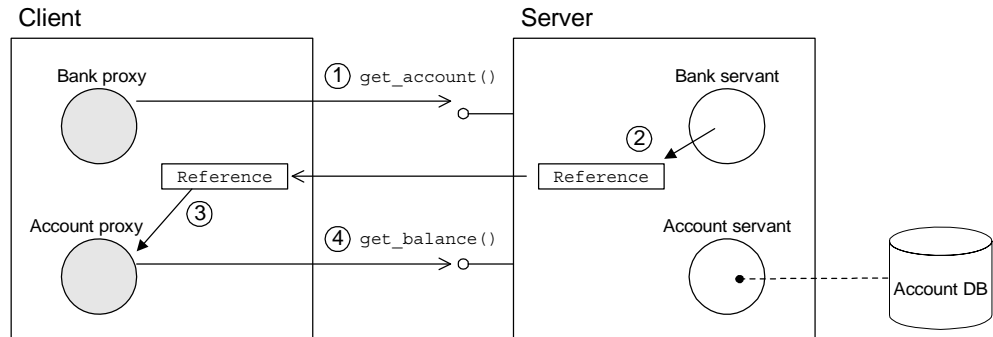 Client
Server
Bank proxy
1
get_account()
Bank servant
2
Reference
Reference
3
Account proxy
4
get_balance()
Account servant
Account DB